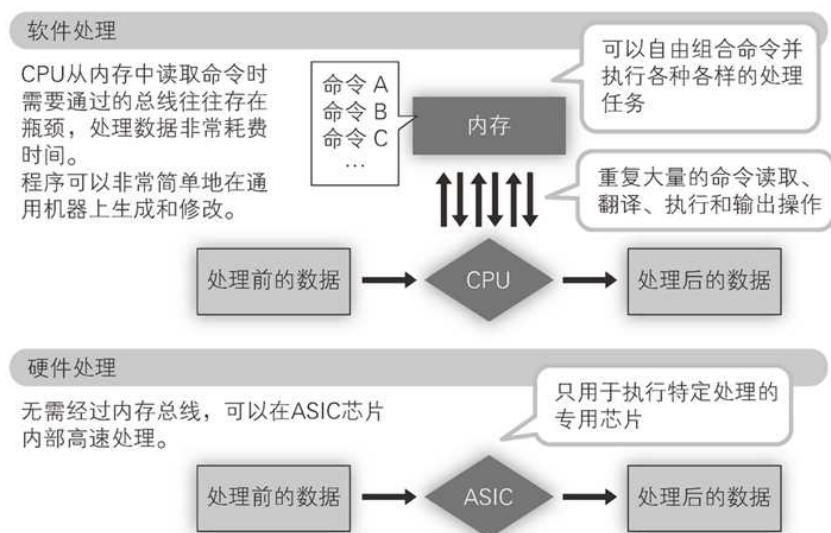 软件处理
CPU从内存中读取命令时
需要通过的总线往往存在
瓶颈，处理数据非常耗费
时间。
程序可以非常简单地在通
用机器上生成和修改。
命令 A
命令 B
命令 C
…
内存
可以自由组合命令并
执行各种各样的处理
任务
重复大量的命令读取、
翻译、执行和输出操作
处理前的数据
CPU
处理后的数据
硬件处理
无需经过内存总线，可以在ASIC芯片
内部高速处理。
只用于执行特定处理的
专用芯片
处理前的数据
ASIC
处理后的数据